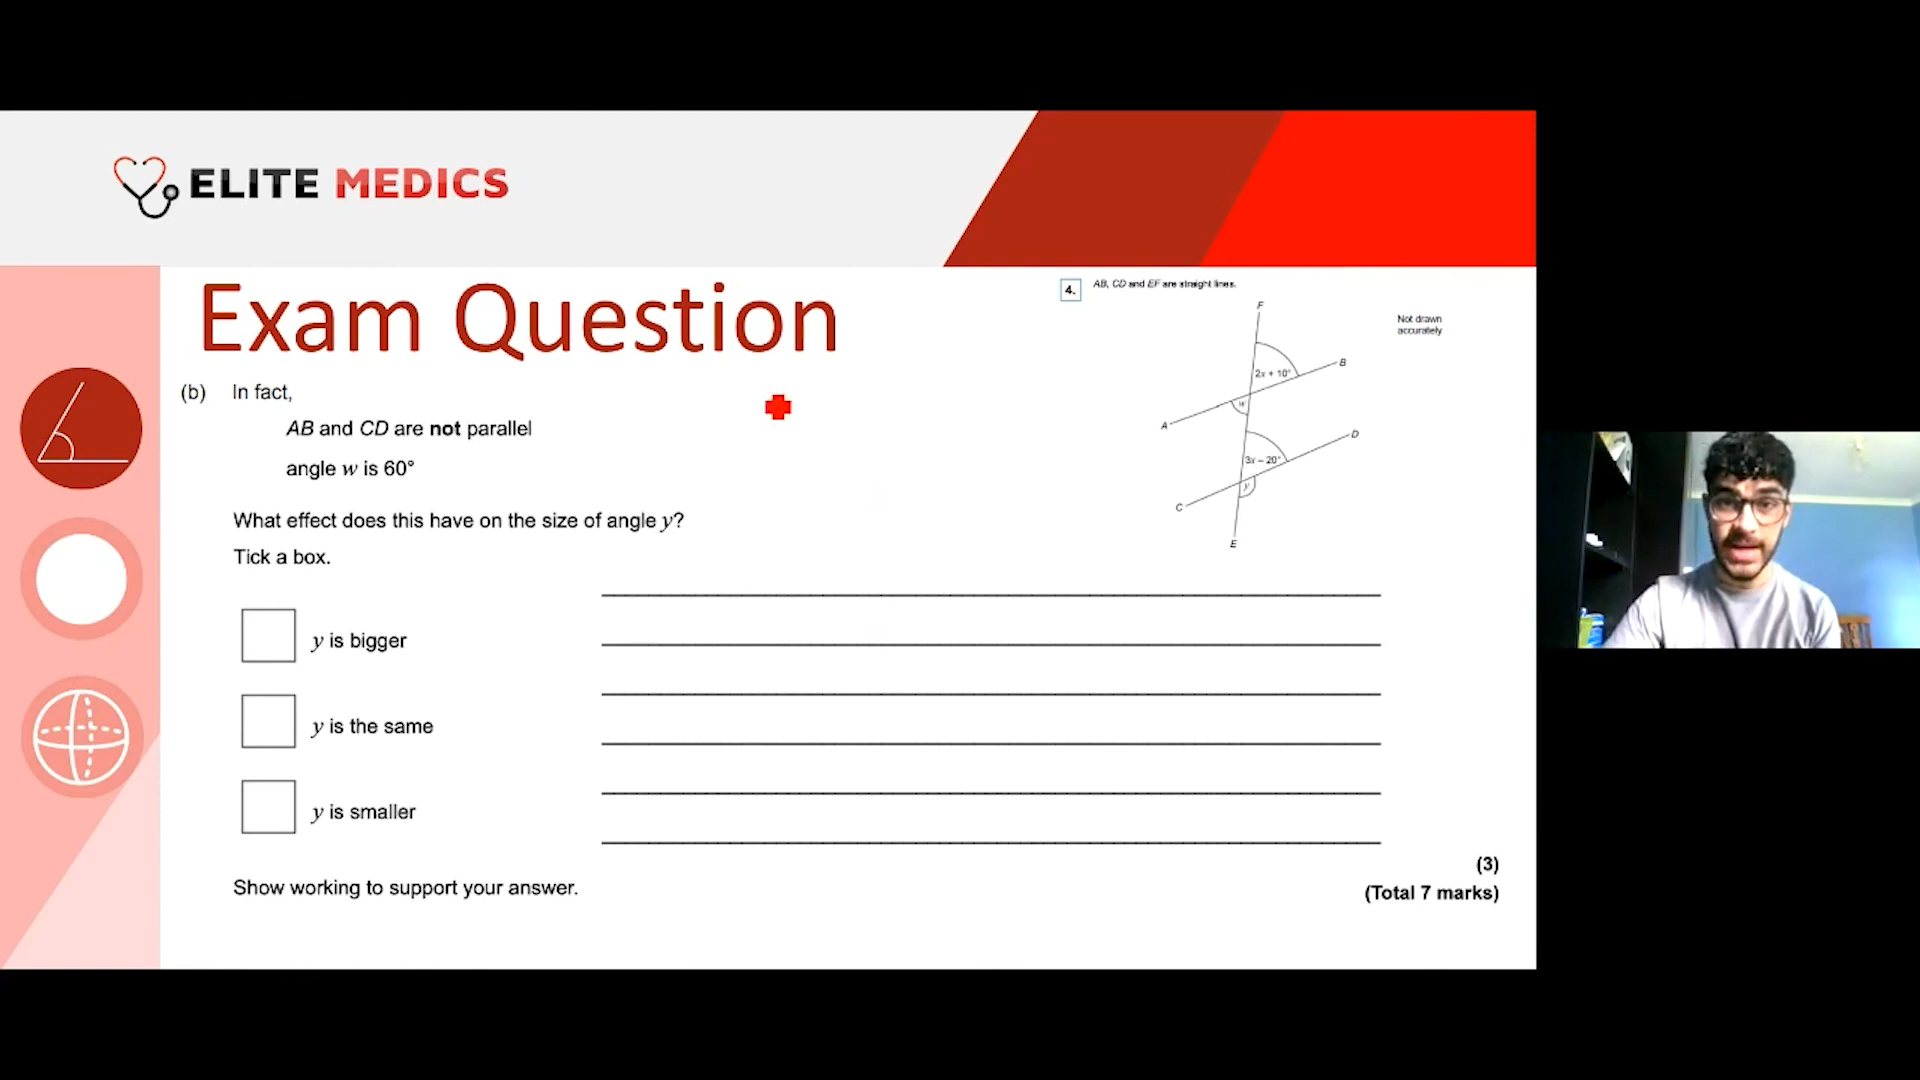 ELITE MEDICS
Exam Question
4. AB, CD and EF are straight lines.
F
Not drawn
accurately
B
2x + 10°
w
A
D
3x – 20°
y
C
E
(b) In fact,
AB and CD are not parallel
angle w is 60°
What effect does this have on the size of angle y?
Tick a box.
y is bigger
y is the same
y is smaller
Show working to support your answer.
(3)
(Total 7 marks)